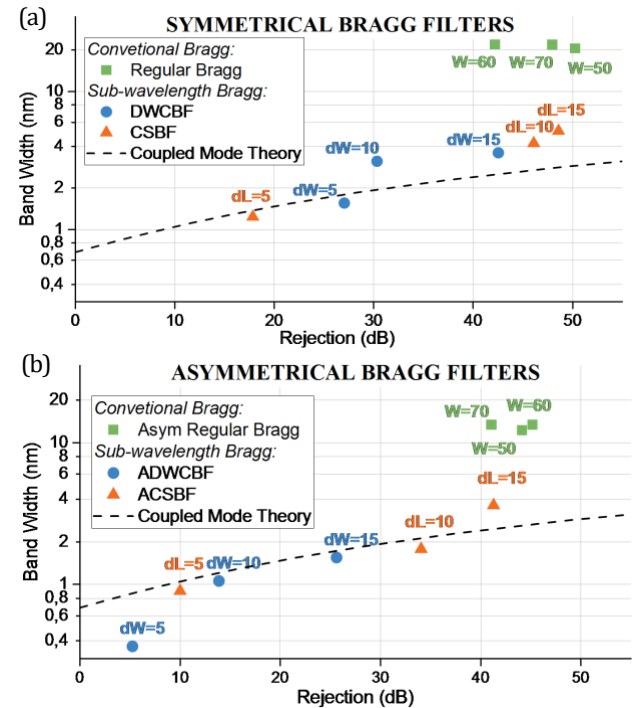 (a)
SYMMETRICAL BRAGG FILTERS
Convetional Bragg:
Regular Bragg
Sub-wavelength Bragg:
DWCBF
CSBF
Coupled Mode Theory
W=60 W=70 W=50
dL=15
dL=10
dW=15
dW=10
dL=5
dW=5
Band Width (nm)
20
10
8
6
4
2
1
0,8
0,6
0,4
0 10 20 30 40 50
Rejection (dB)
(b)
ASYMMETRICAL BRAGG FILTERS
Convetional Bragg:
Asym Regular Bragg
Sub-wavelength Bragg:
ADWCBF
ACSBF
Coupled Mode Theory
W=70 W=60
W=50
dL=15
dL=10
dW=15
dL=5 dW=10
dW=5
Band Width (nm)
20
10
8
6
4
2
1
0,8
0,6
0,4
10 20 30 40 50
Rejection (dB)